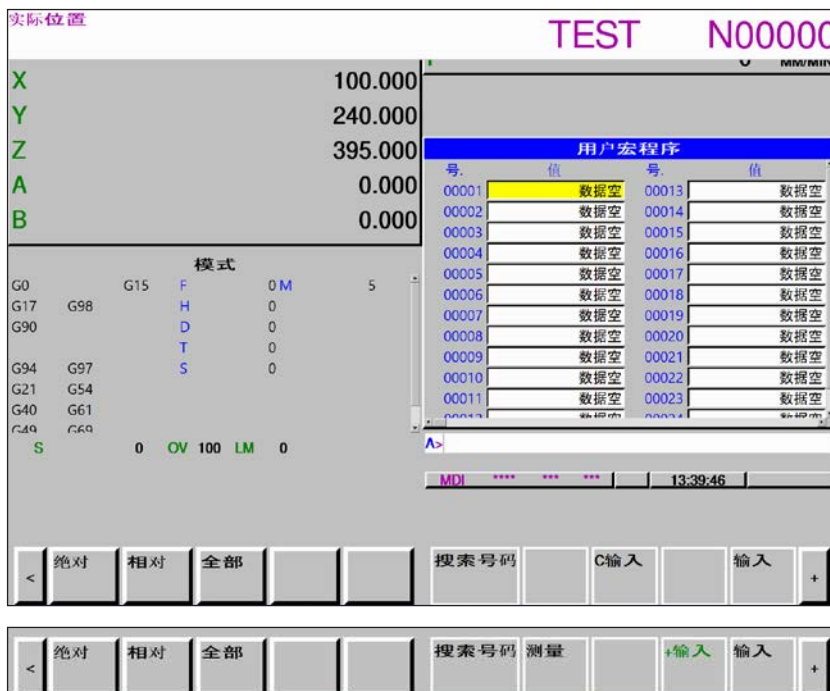 实际位置
TEST N00000
X 100.000
Y 240.000
Z 395.000
A 0.000
B 0.000
MM/MIN
用户宏程序
号. 值 号. 值
00001 数据空 00013 数据空
00002 数据空 00014 数据空
00003 数据空 00015 数据空
00004 数据空 00016 数据空
00005 数据空 00017 数据空
00006 数据空 00018 数据空
00007 数据空 00019 数据空
00008 数据空 00020 数据空
00009 数据空 00021 数据空
00010 数据空 00022 数据空
00011 数据空 00023 数据空
模式
G0 G15 F 0 M 5
G17 G98 H 0
G90 D 0
T 0
G94 G97 S 0
G21 G54
G40 G61
G49 G69
S 0 OV 100 LM 0
A>
MDI **** *** *** 13:39:46
< 绝对 相对 全部 搜索号码 C输入 输入 +
< 绝对 相对 全部 搜索号码 测量 +输入 输入 +